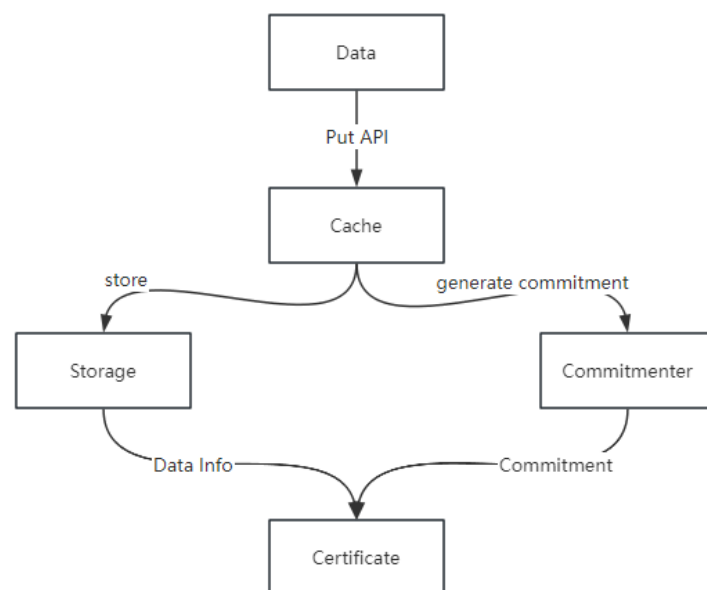 Data
Put API
Cache
store
generate commitment
Storage
Commitmenter
Data Info
Commitment
Certificate